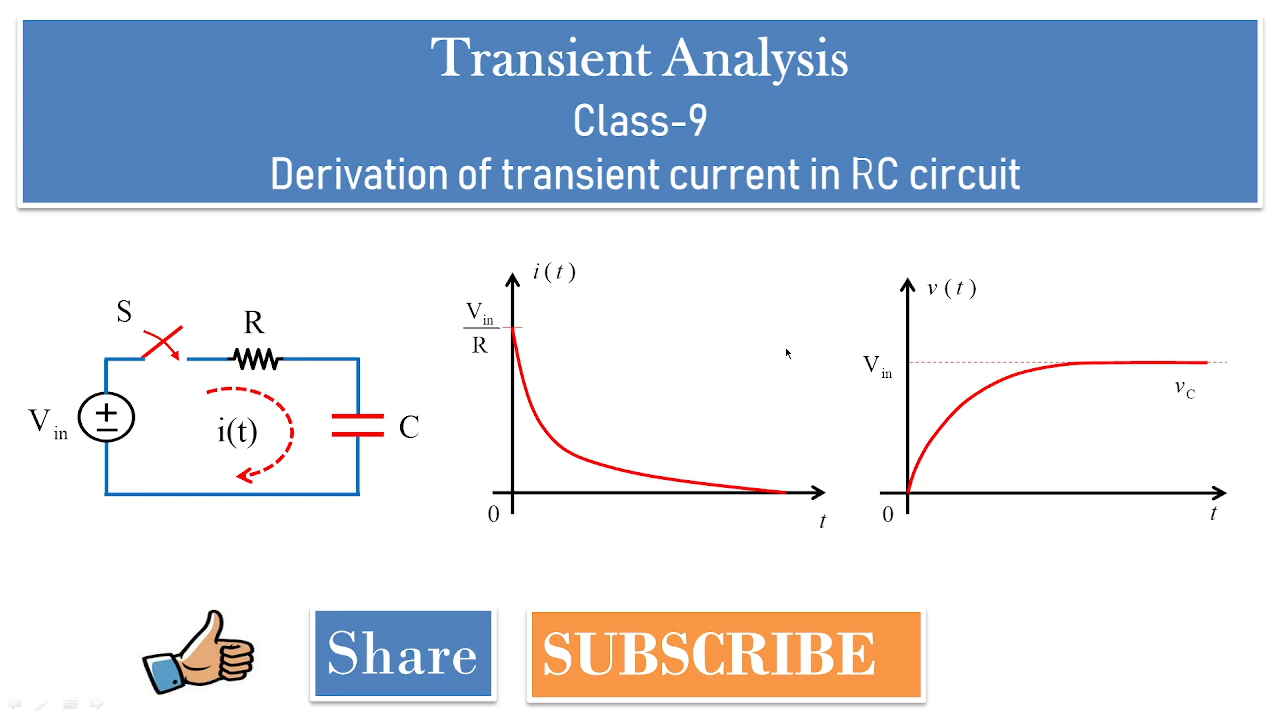 Transient Analysis
Class-9
Derivation of transient current in RC circuit
S
R
V in
i(t)
C
i ( t )
V in
R
0
t
v ( t )
V in
v C
0
t
Share
SUBSCRIBE